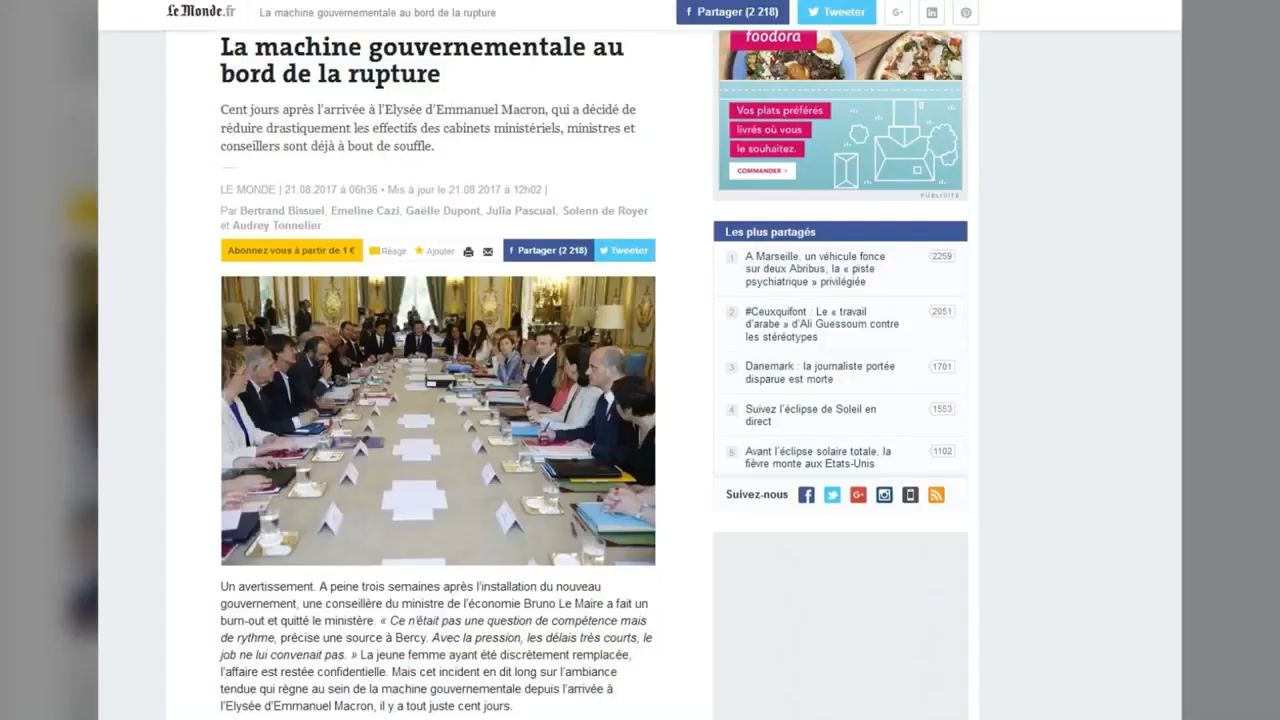 Le Monde.fr
La machine gouvernementale au bord de la rupture
f Partager (2 218)
Tweeter
G+
in
La machine gouvernementale au
bord de la rupture
Cent jours après l'arrivée à l'Elysée d'Emmanuel Macron, qui a décidé de
réduire drastiquement les effectifs des cabinets ministériels, ministres et
conseillers sont déjà à bout de souffle.
LE MONDE | 21.08.2017 à 06h36 • Mis à jour le 21.08.2017 à 12h02 |
Par Bertrand Bissuel, Emeline Cazi, Gaëlle Dupont, Julia Pascual, Solenn de Royer
et Audrey Tonnelier
Abonnez vous à partir de 1 €
Réagir
Ajouter
f Partager (2 218)
Tweeter
Un avertissement. A peine trois semaines après l'installation du nouveau
gouvernement, une conseillère du ministre de l'économie Bruno Le Maire a fait un
burn-out et quitté le ministère. « Ce n'était pas une question de compétence mais
de rythme, précise une source à Bercy. Avec la pression, les délais très courts, le
job ne lui convenait pas. » La jeune femme ayant été discrètement remplacée,
l'affaire est restée confidentielle. Mais cet incident en dit long sur l'ambiance
tendue qui règne au sein de la machine gouvernementale depuis l'arrivée à
l'Elysée d'Emmanuel Macron, il y a tout juste cent jours.
foodora
Vos plats préférés
livrés où vous
le souhaitez.
COMMANDER ›
PUBLICITÉ
Les plus partagés
1 A Marseille, un véhicule fonce 2259
sur deux Abribus, la « piste
psychiatrique » privilégiée
2 #Ceuxquifont : Le « travail 2051
d'arabe » d'Ali Guessoum contre
les stéréotypes
3 Danemark : la journaliste portée 1701
disparue est morte
4 Suivez l'éclipse de Soleil en 1553
direct
5 Avant l'éclipse solaire totale, la 1102
fièvre monte aux Etats-Unis
Suivez-nous